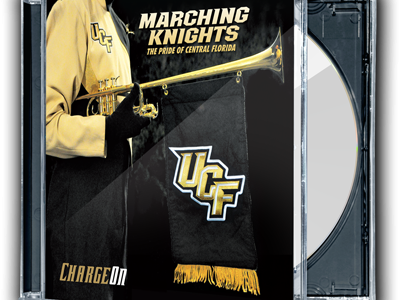 MARCHING
KNIGHTS
THE PRIDE OF CENTRAL FLORIDA
UCF
UCF
CHARGEON